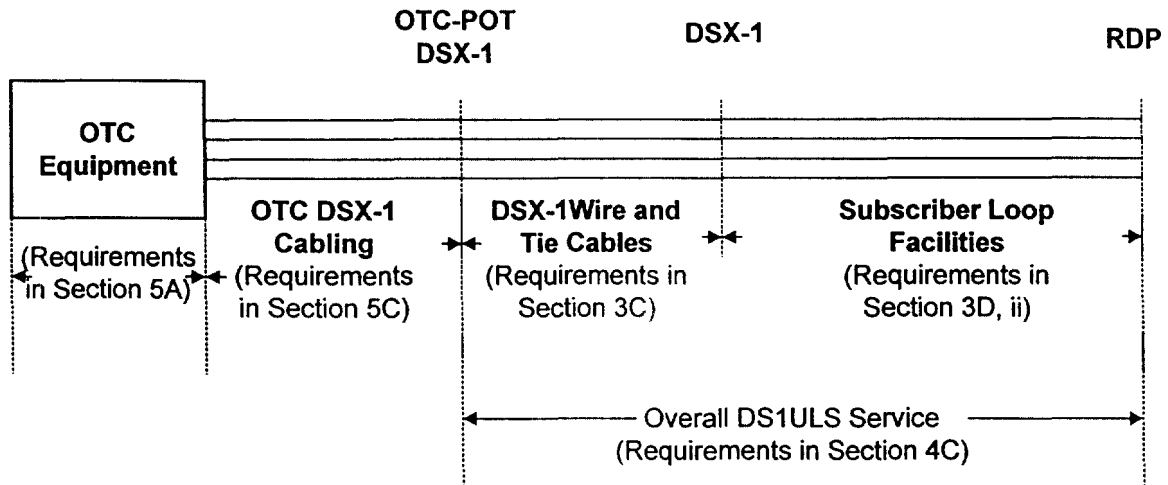 OTC-POT
DSX-1
DSX-1
RDP
OTC
Equipment
(Requirements
in Section 5A)
OTC DSX-1
Cabling
(Requirements
in Section 5C)
DSX-1Wire and
Tie Cables
(Requirements in
Section 3C)
Subscriber Loop
Facilities
(Requirements in
Section 3D, ii)
Overall DS1ULS Service
(Requirements in Section 4C)